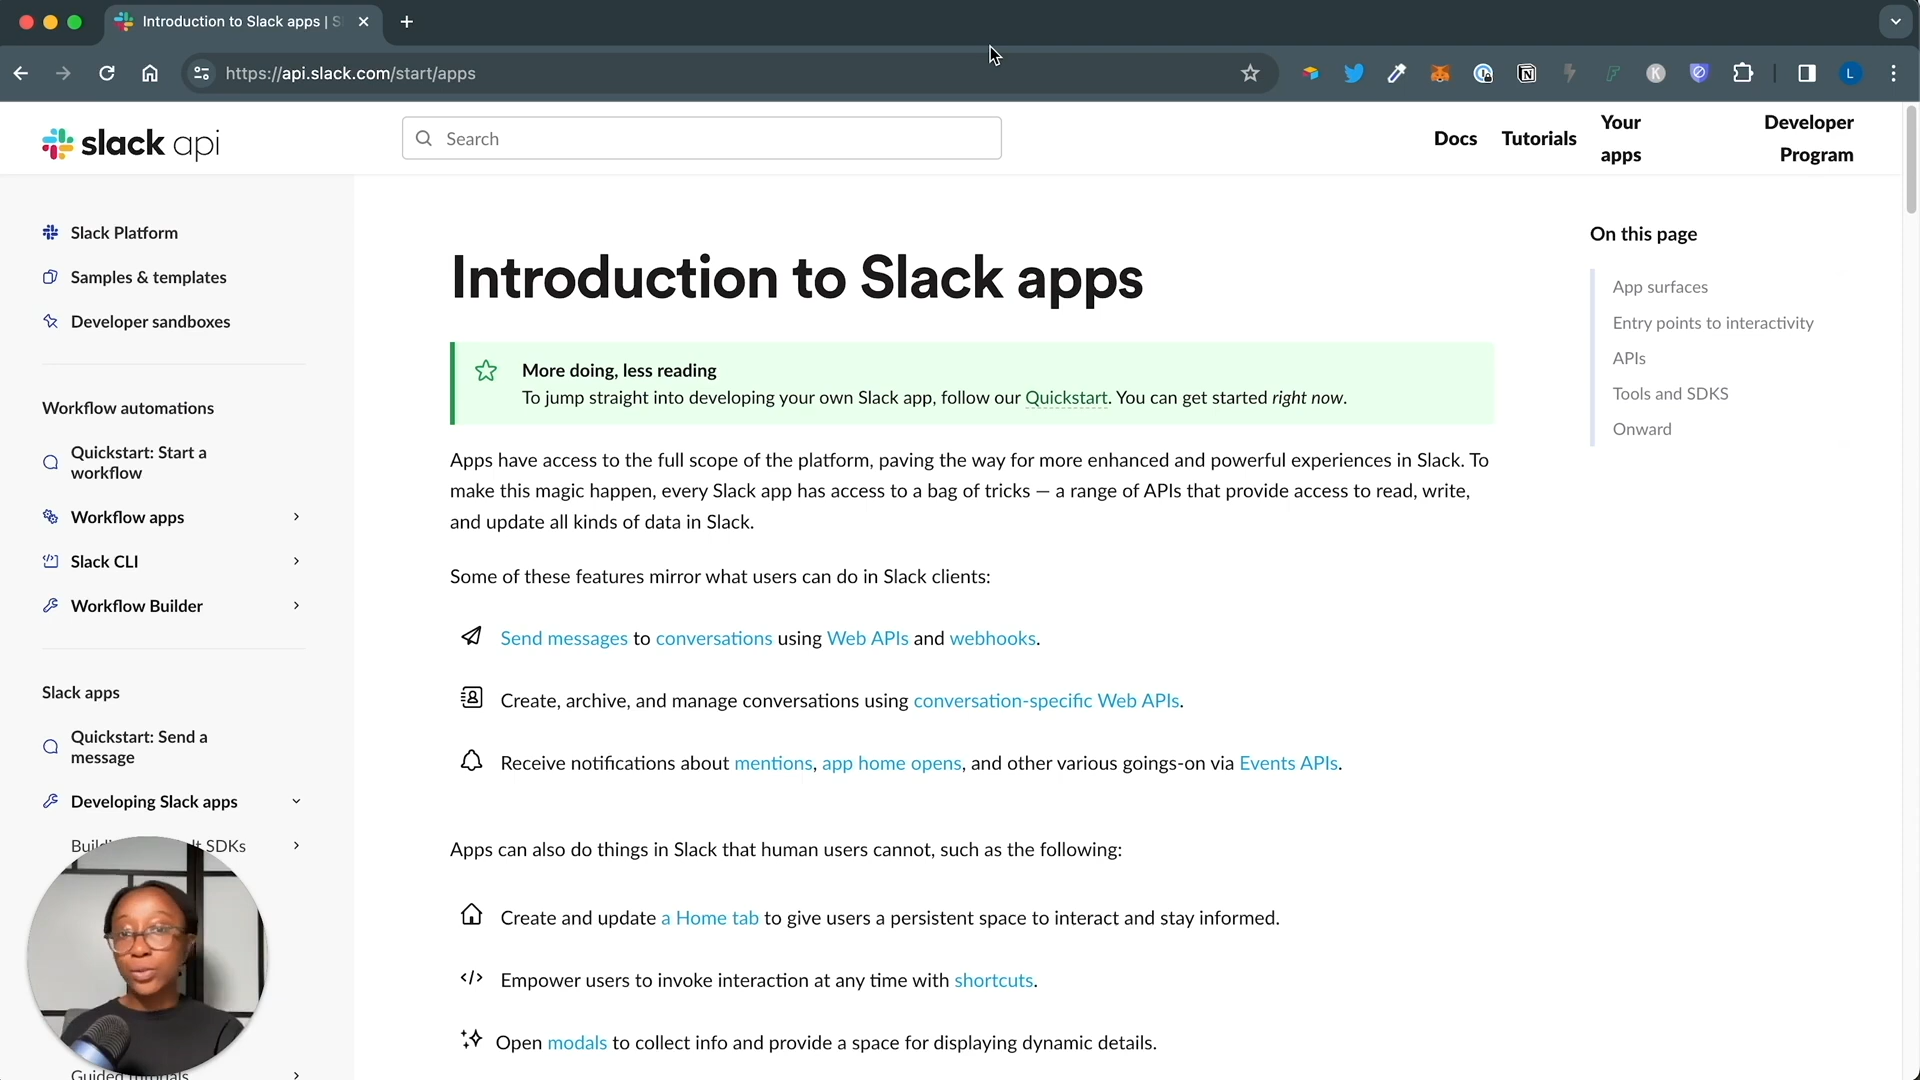 Introduction to Slack apps | S
https://api.slack.com/start/apps
L
slack api
Search
Docs
Tutorials
Your
apps
Developer
Program
Slack Platform
Samples & templates
Developer sandboxes
Workflow automations
Quickstart: Start a
workflow
Workflow apps
Slack CLI
Workflow Builder
Slack apps
Quickstart: Send a
message
Developing Slack apps
SDKs
Introduction to Slack apps
More doing, less reading
To jump straight into developing your own Slack app, follow our Quickstart. You can get started right now.
Apps have access to the full scope of the platform, paving the way for more enhanced and powerful experiences in Slack. To
make this magic happen, every Slack app has access to a bag of tricks — a range of APIs that provide access to read, write,
and update all kinds of data in Slack.
Some of these features mirror what users can do in Slack clients:
Send messages to conversations using Web APIs and webhooks.
Create, archive, and manage conversations using conversation-specific Web APIs.
Receive notifications about mentions, app home opens, and other various goings-on via Events APIs.
Apps can also do things in Slack that human users cannot, such as the following:
Create and update a Home tab to give users a persistent space to interact and stay informed.
Empower users to invoke interaction at any time with shortcuts.
Open modals to collect info and provide a space for displaying dynamic details.
On this page
App surfaces
Entry points to interactivity
APIs
Tools and SDKS
Onward